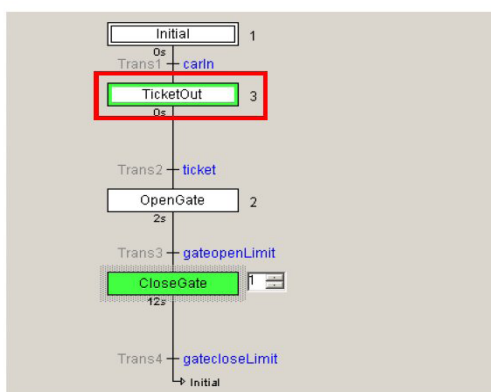 Initial 1
0s
Trans1 carIn
TicketOut 3
0s
Trans2 ticket
OpenGate 2
2s
Trans3 gateopenLimit
CloseGate 1
12s
Trans4 gatecloseLimit
Initial